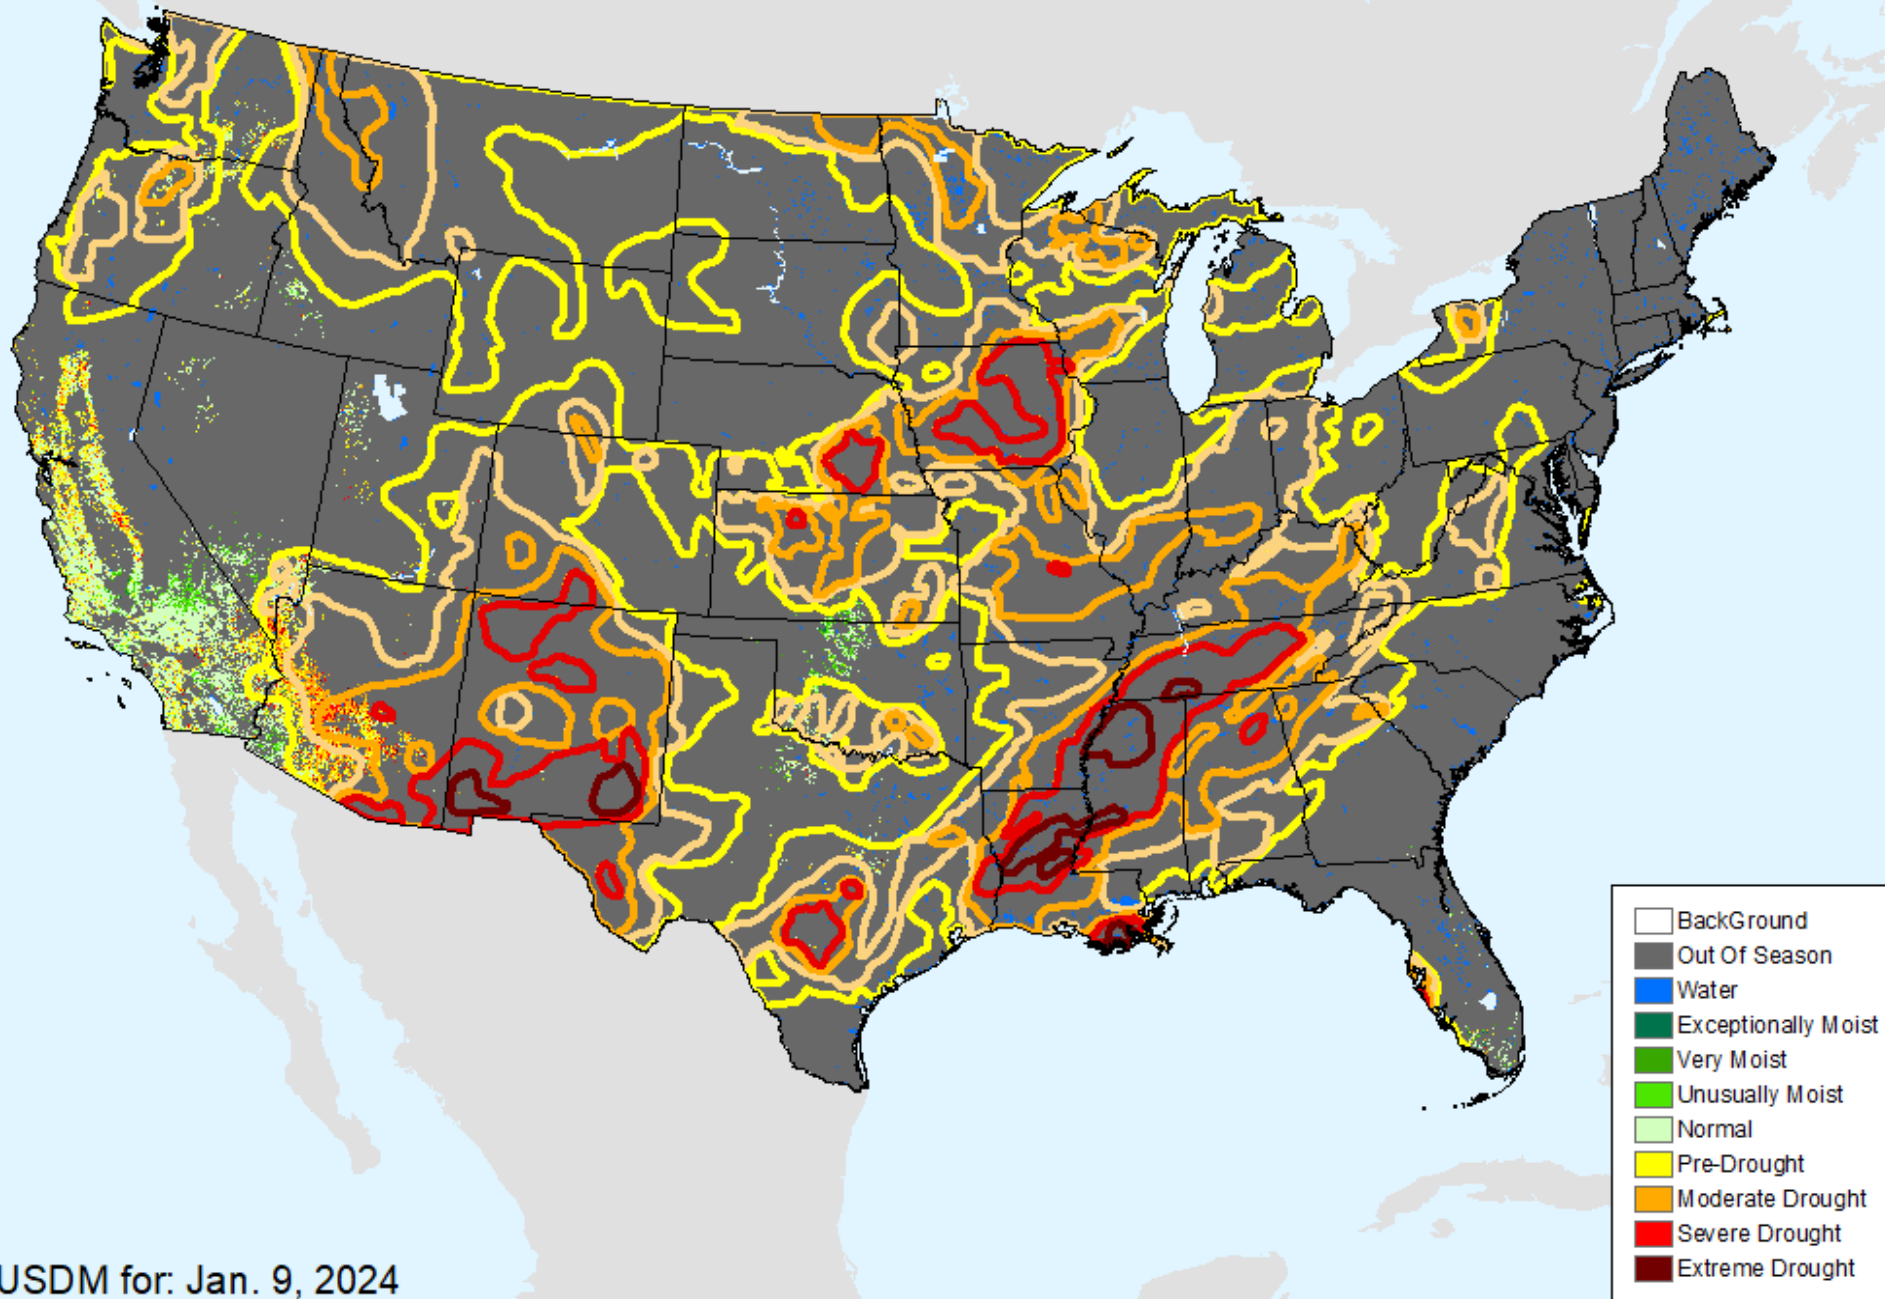 BackGround
Out Of Season
Water
Exceptionally Moist
Very Moist
Unusually Moist
Normal
Pre-Drought
Moderate Drought
Severe Drought
Extreme Drought
USDM for: Jan. 9, 2024